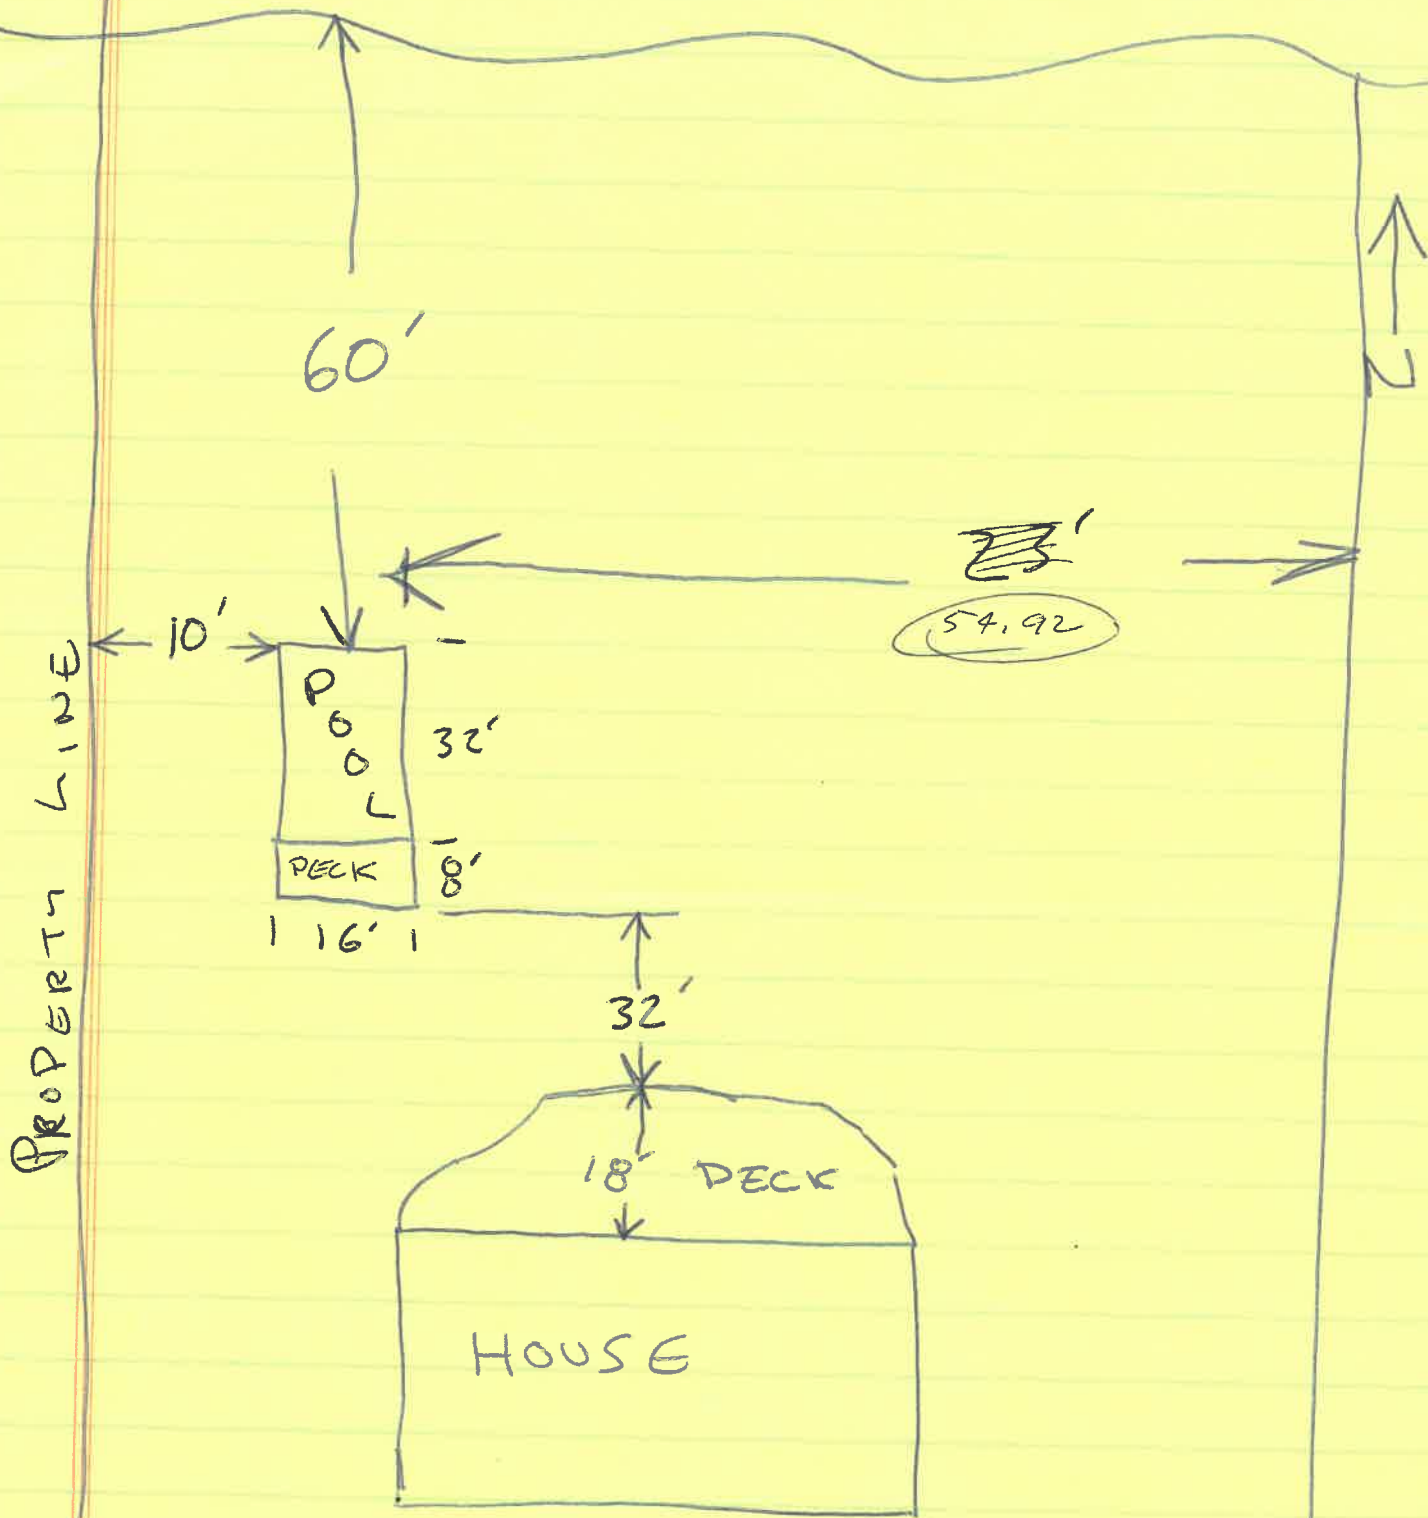 60'
N
54.92
10'
POOL
32'
DECK
8'
16'
PROPERTY LINE
32'
18' DECK
HOUSE